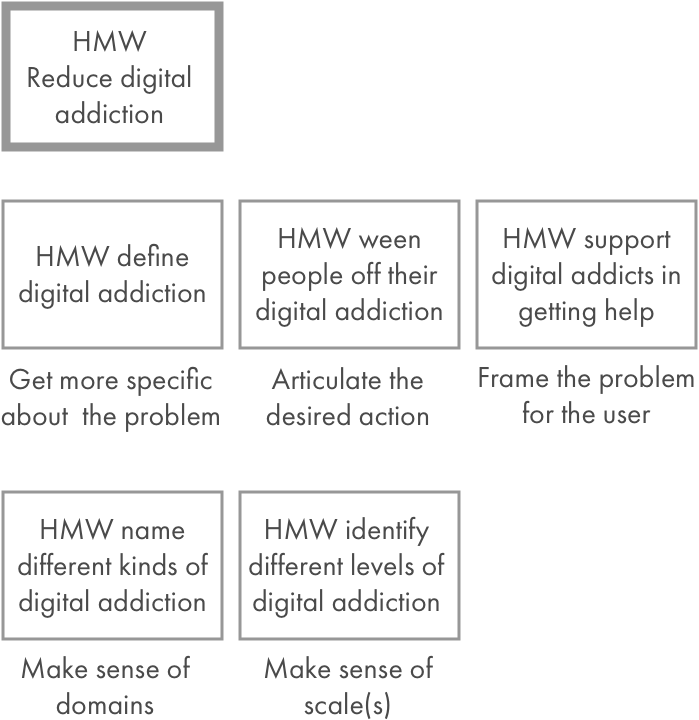 HMW
Reduce digital
addiction
HMW define
digital addiction
Get more specific
about the problem
HMW ween
people off their
digital addiction
Articulate the
desired action
HMW support
digital addicts in
getting help
Frame the problem
for the user
HMW name
different kinds of
digital addiction
Make sense of
domains
HMW identify
different levels of
digital addiction
Make sense of
scale(s)